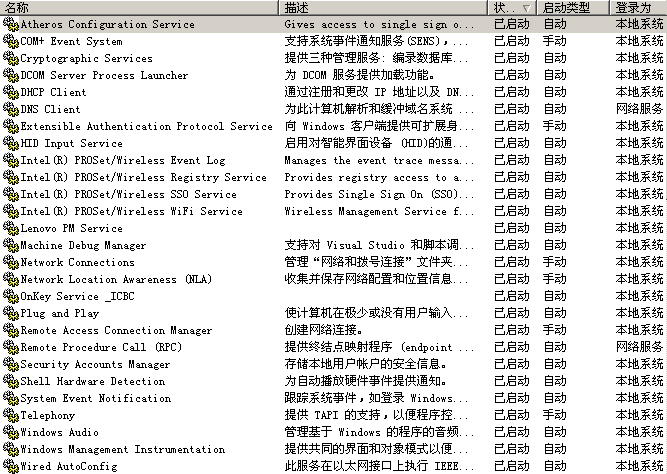 名称 描述 状.. 启动类型 登录为
Atheros Configuration Service Gives access to single sign o... 已启动 自动 本地系统
COM+ Event System 支持系统事件通知服务(SENS)，... 已启动 手动 本地系统
Cryptographic Services 提供三种管理服务: 编录数据库... 已启动 自动 本地系统
DCOM Server Process Launcher 为 DCOM 服务提供加载功能。 已启动 自动 本地系统
DHCP Client 通过注册和更改 IP 地址以及 DN... 已启动 自动 本地系统
DNS Client 为此计算机解析和缓冲域名系统 ... 已启动 自动 网络服务
Extensible Authentication Protocol Service 向 Windows 客户端提供可扩展身... 已启动 手动 本地系统
HID Input Service 启用对智能界面设备 (HID)的通... 已启动 自动 本地系统
Intel(R) PROSet/Wireless Event Log Manages the event trace messa... 已启动 自动 本地系统
Intel(R) PROSet/Wireless Registry Service Provides registry access to a... 已启动 自动 本地系统
Intel(R) PROSet/Wireless SSO Service Provides Single Sign On (SSO)... 已启动 自动 本地系统
Intel(R) PROSet/Wireless WiFi Service Wireless Management Service f... 已启动 自动 本地系统
Lenovo PM Service 已启动 自动 本地系统
Machine Debug Manager 支持对 Visual Studio 和脚本调... 已启动 自动 本地系统
Network Connections 管理“网络和拨号连接”文件夹... 已启动 手动 本地系统
Network Location Awareness (NLA) 收集并保存网络配置和位置信息... 已启动 手动 本地系统
OnKey Service _ICBC 已启动 自动 本地系统
Plug and Play 使计算机在极少或没有用户输入... 已启动 自动 本地系统
Remote Access Connection Manager 创建网络连接。 已启动 手动 本地系统
Remote Procedure Call (RPC) 提供终结点映射程序 (endpoint ... 已启动 自动 网络服务
Security Accounts Manager 存储本地用户帐户的安全信息。 已启动 自动 本地系统
Shell Hardware Detection 为自动播放硬件事件提供通知。 已启动 自动 本地系统
System Event Notification 跟踪系统事件，如登录 Windows... 已启动 自动 本地系统
Telephony 提供 TAPI 的支持，以便程序控... 已启动 手动 本地系统
Windows Audio 管理基于 Windows 的程序的音频... 已启动 自动 本地系统
Windows Management Instrumentation 提供共同的界面和对象模式以便... 已启动 自动 本地系统
Wired AutoConfig 此服务在以太网接口上执行 IEEE... 已启动 自动 本地系统